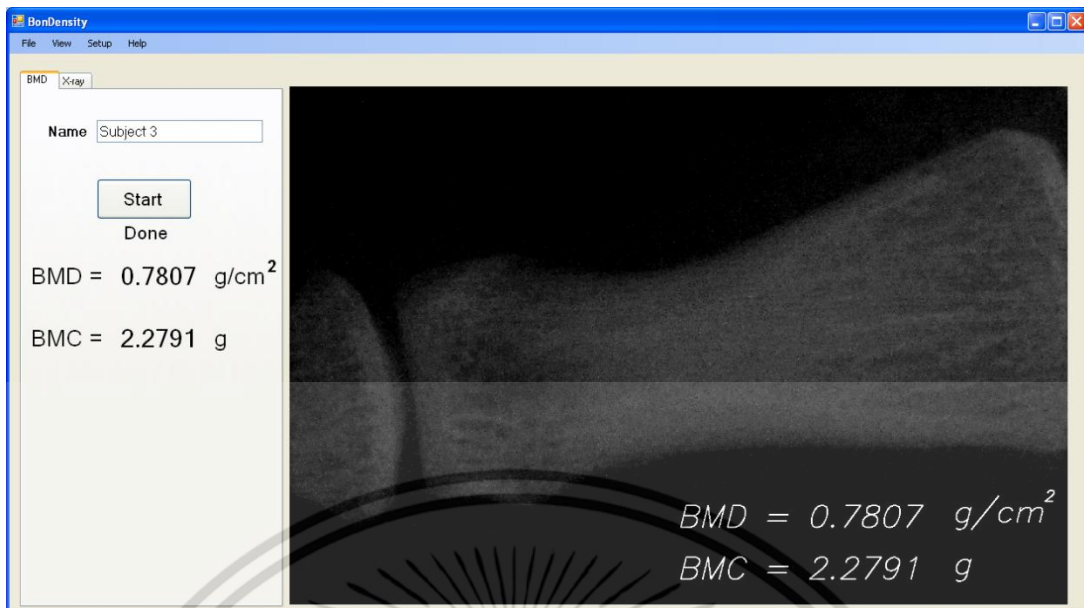 BonDensity
File View Setup Help
BMD X-ray
Name Subject 3
Start
Done
BMD = 0.7807 g/cm²
BMC = 2.2791 g
BMD = 0.7807 g/cm²
BMC = 2.2791 g